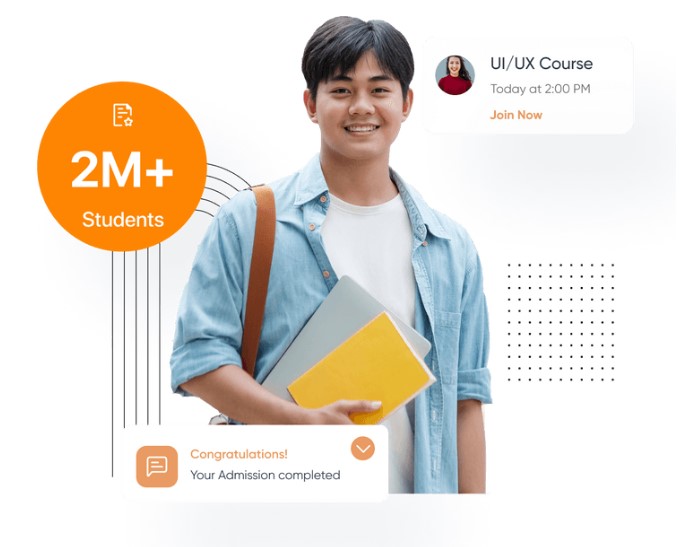 UI/UX Course
Today at 2:00 PM
Join Now
2M+
Students
Congratulations!
Your Admission completed